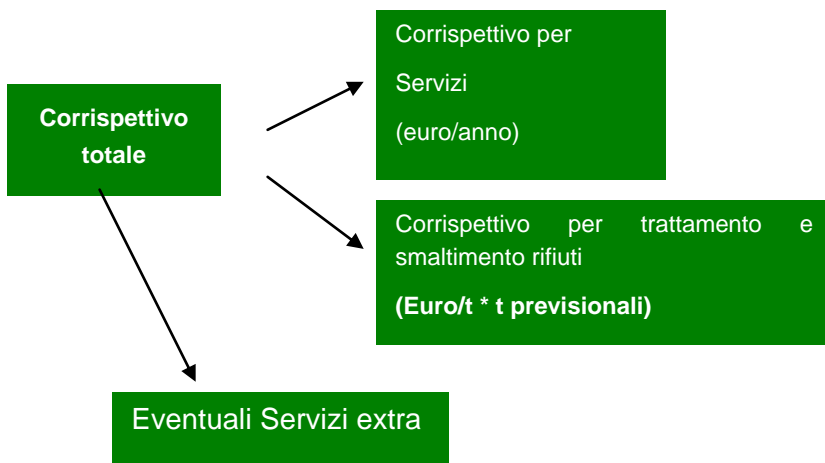 Corrispettivo per
Servizi
(euro/anno)
Corrispettivo
totale
Corrispettivo per trattamento e
smaltimento rifiuti
(Euro/t * t previsionali)
Eventuali Servizi extra